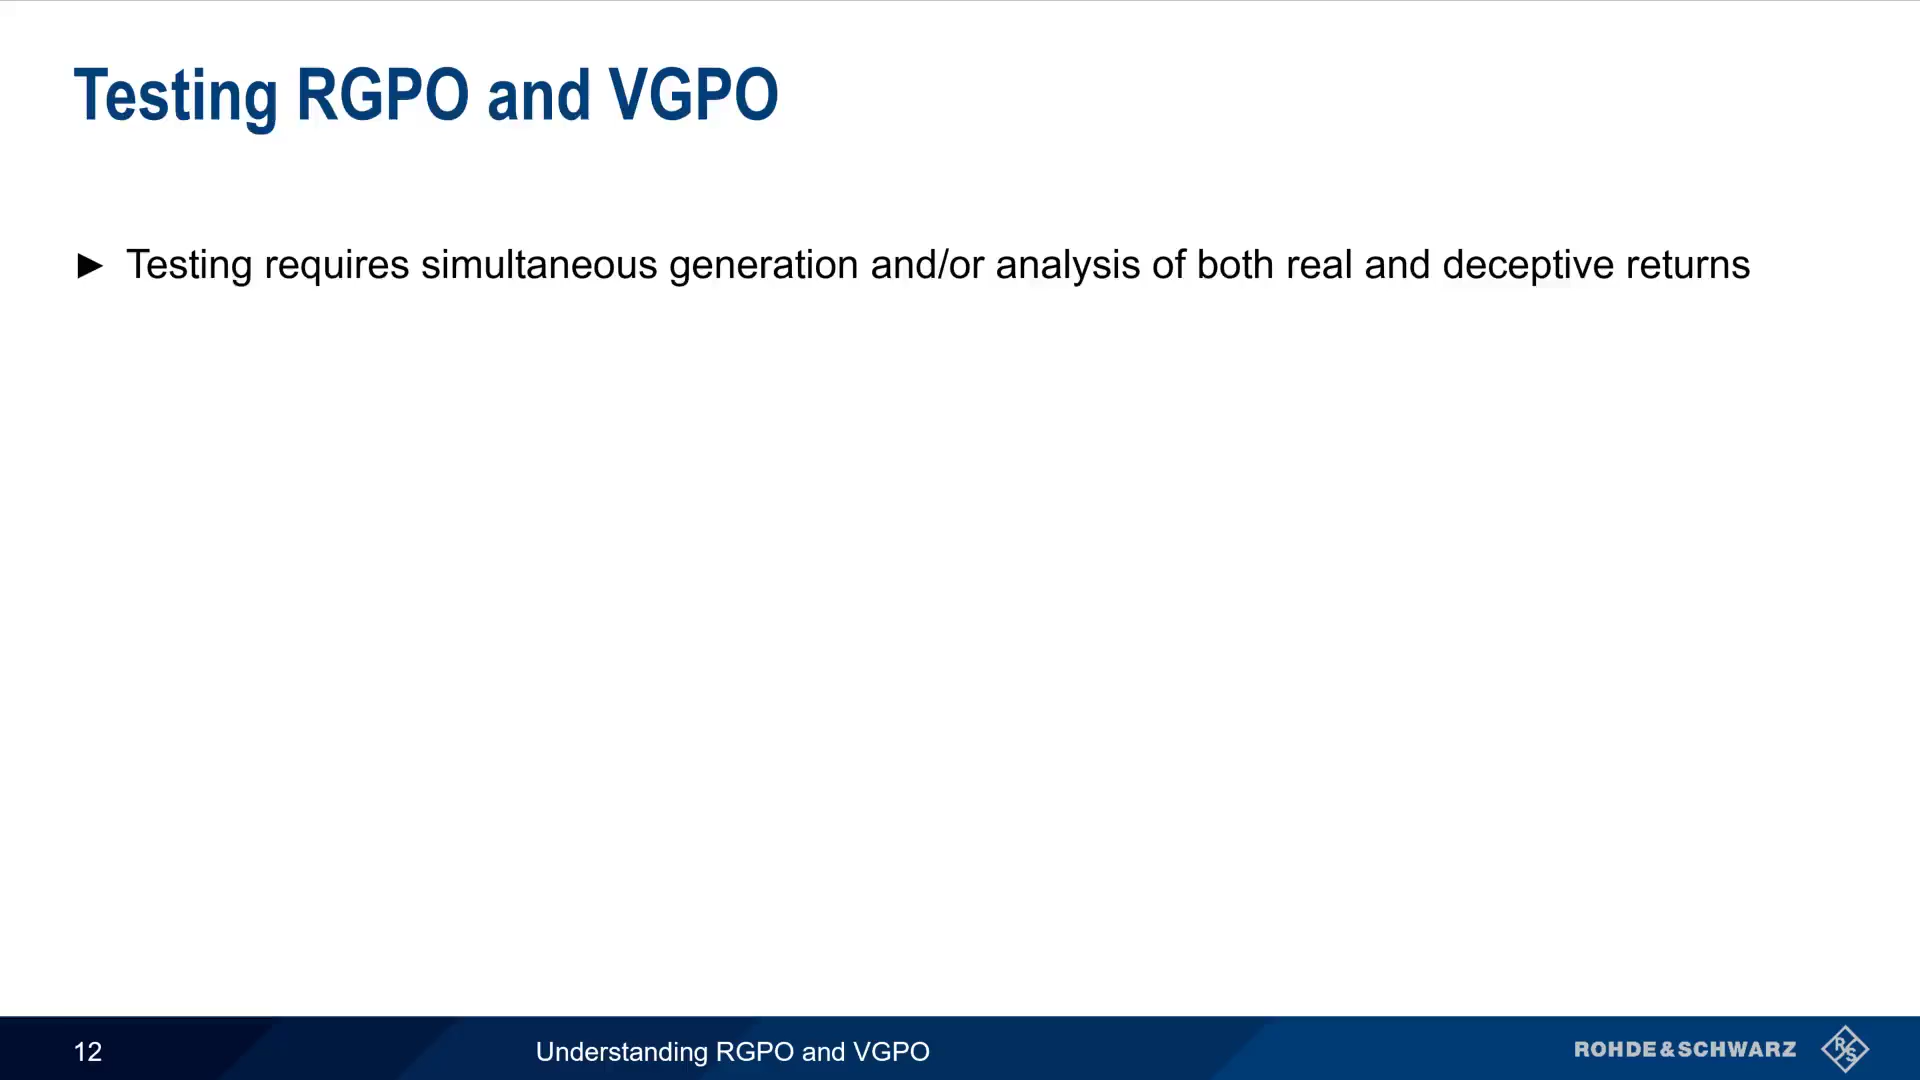 Testing RGPO and VGPO
► Testing requires simultaneous generation and/or analysis of both real and deceptive returns
12
Understanding RGPO and VGPO
ROHDE&SCHWARZ
R&S